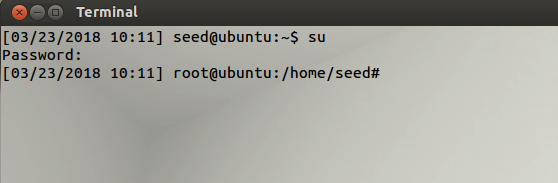 Terminal
[03/23/2018 10:11] seed@ubuntu:~$ su
Password:
[03/23/2018 10:11] root@ubuntu:/home/seed#